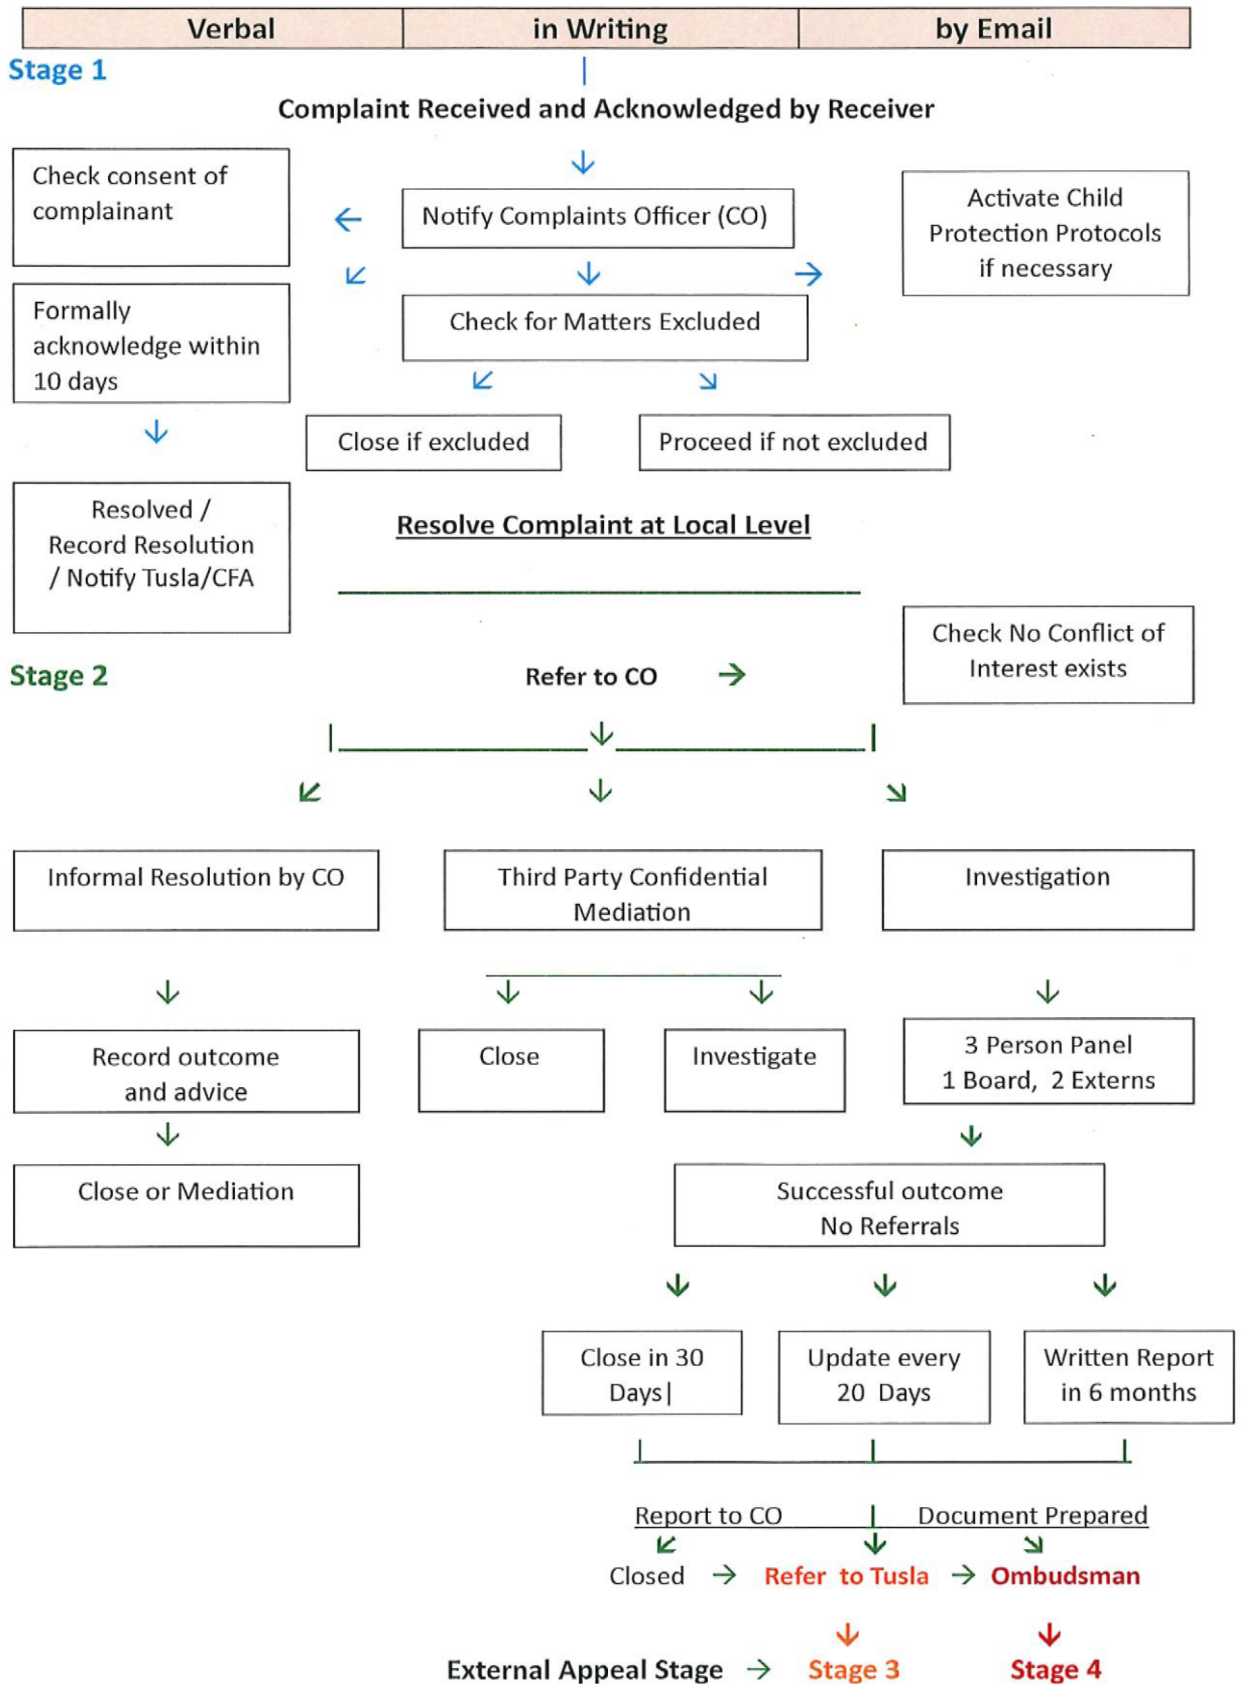 Verbal
in Writing
by Email
Stage 1
Complaint Received and Acknowledged by Receiver
Check consent of
complainant
Notify Complaints Officer (CO)
Activate Child
Protection Protocols
if necessary
Formally
acknowledge within
10 days
Check for Matters Excluded
Close if excluded
Proceed if not excluded
Resolved /
Record Resolution
/ Notify Tusla/CFA
Resolve Complaint at Local Level
Check No Conflict of
Interest exists
Stage 2
Refer to CO
Informal Resolution by CO
Third Party Confidential
Mediation
Investigation
Record outcome
and advice
Close
Investigate
3 Person Panel
1 Board, 2 Externs
Close or Mediation
Successful outcome
No Referrals
Close in 30
Days|
Update every
20 Days
Written Report
in 6 months
Report to CO
Document Prepared
Closed
Refer to Tusla
Ombudsman
External Appeal Stage
Stage 3
Stage 4